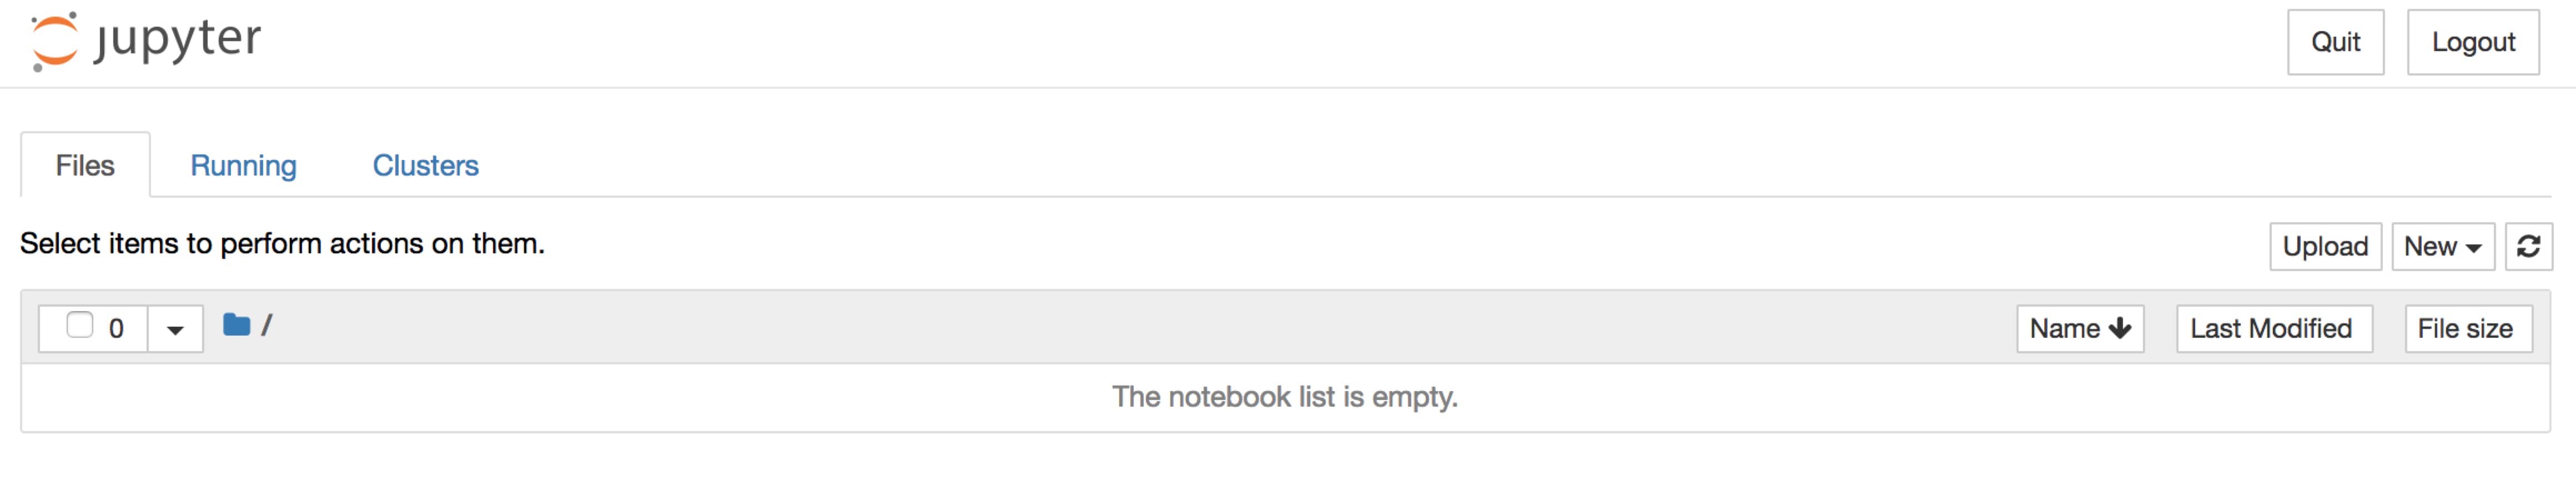 jupyter
Quit Logout
Files Running Clusters
Select items to perform actions on them.
Upload New
0 /
Name Last Modified File size
The notebook list is empty.